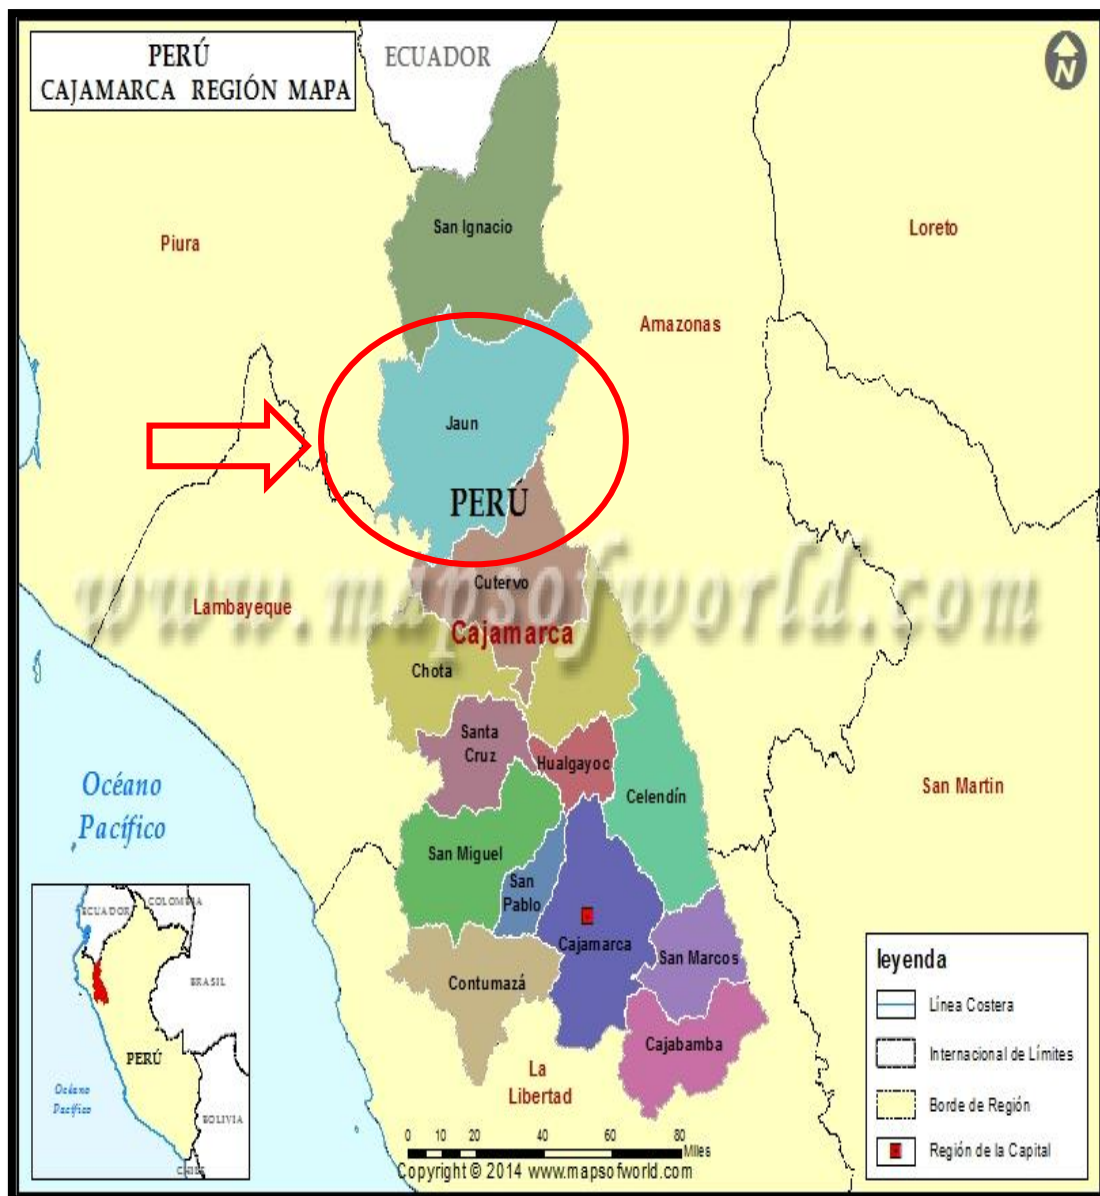 PERÚ
CAJAMARCA REGIÓN MAPA
ECUADOR
N
San Ignacio
Piura
Loreto
Amazonas
Jaun
PERÚ
www.mapsofworld.com
Cutervo
Lambayeque
Cajamarca
Chota
Santa
Cruz
Hualgayoc
Océano
Pacífico
Celendín
San Martin
San Miguel
San
Pablo
Cajamarca
San Marcos
Contumazá
Cajabamba
La
Libertad
ECUADOR
COLOMBIA
BRASIL
PERÚ
Océano
Pacífico
BOLIVIA
CHILE
leyenda
Línea Costera
Internacional de Límites
Borde de Región
Región de la Capital
0 10 20 40 60 80
Miles
Copyright © 2014 www.mapsofworld.com